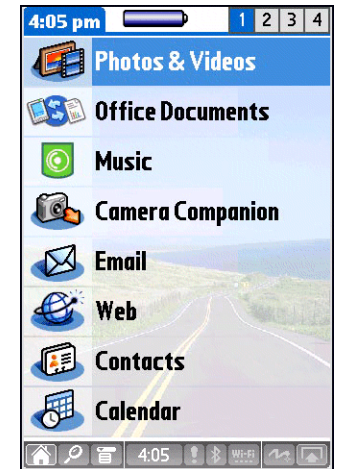 4:05 pm 1 2 3 4
Photos & Videos
Office Documents
Music
Camera Companion
Email
Web
Contacts
Calendar
4:05 Wi-Fi